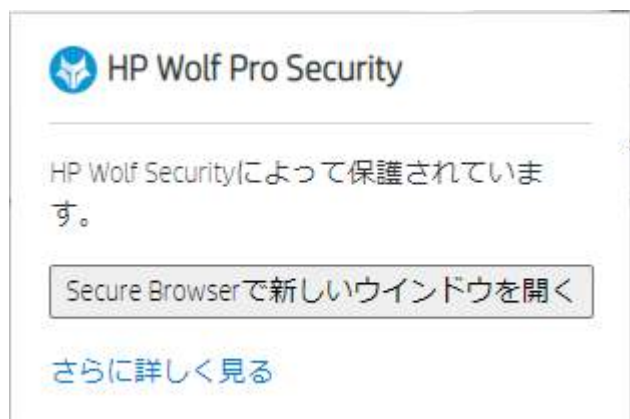 HP Wolf Pro Security
HP Wolf Securityによって保護されていま
す。
Secure Browserで新しいウインドウを開く
さらに詳しく見る